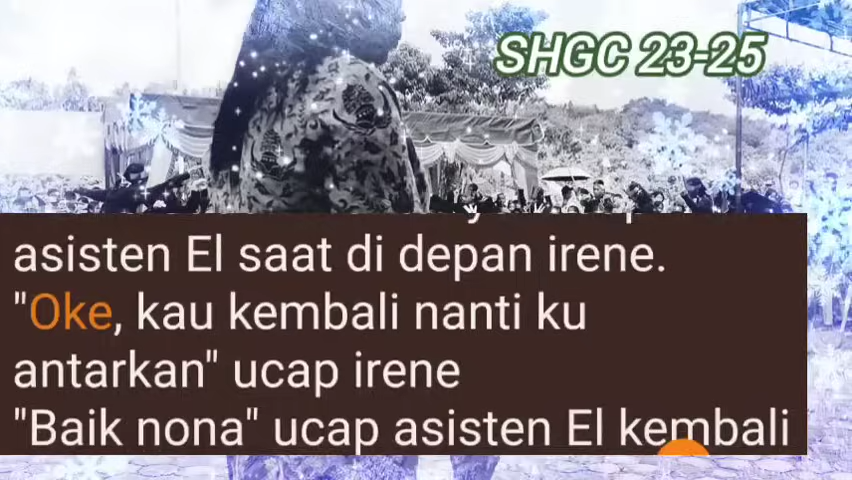 SHGC 23-25
asisten El saat di depan irene.
"Oke, kau kembali nanti ku
antarkan" ucap irene
"Baik nona" ucap asisten El kembali